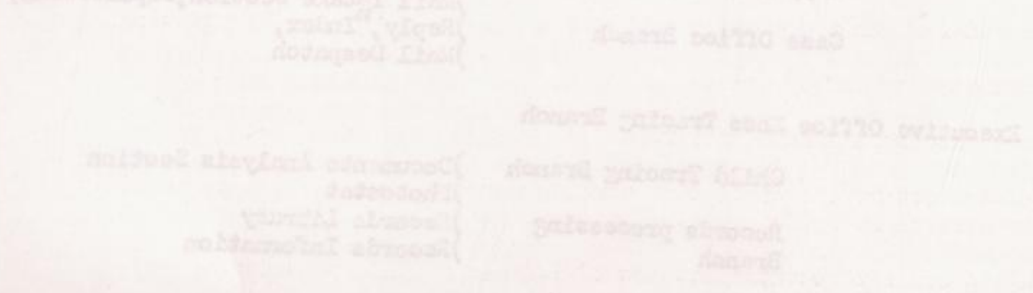 Case Office Branch
Reply, Index,
Mail Despatch
Executive Office Mass Tracing Branch
Child Tracing Branch
)Documents Analysis Section
Photostat
Records processing
Branch
)Records Library
)Records Information